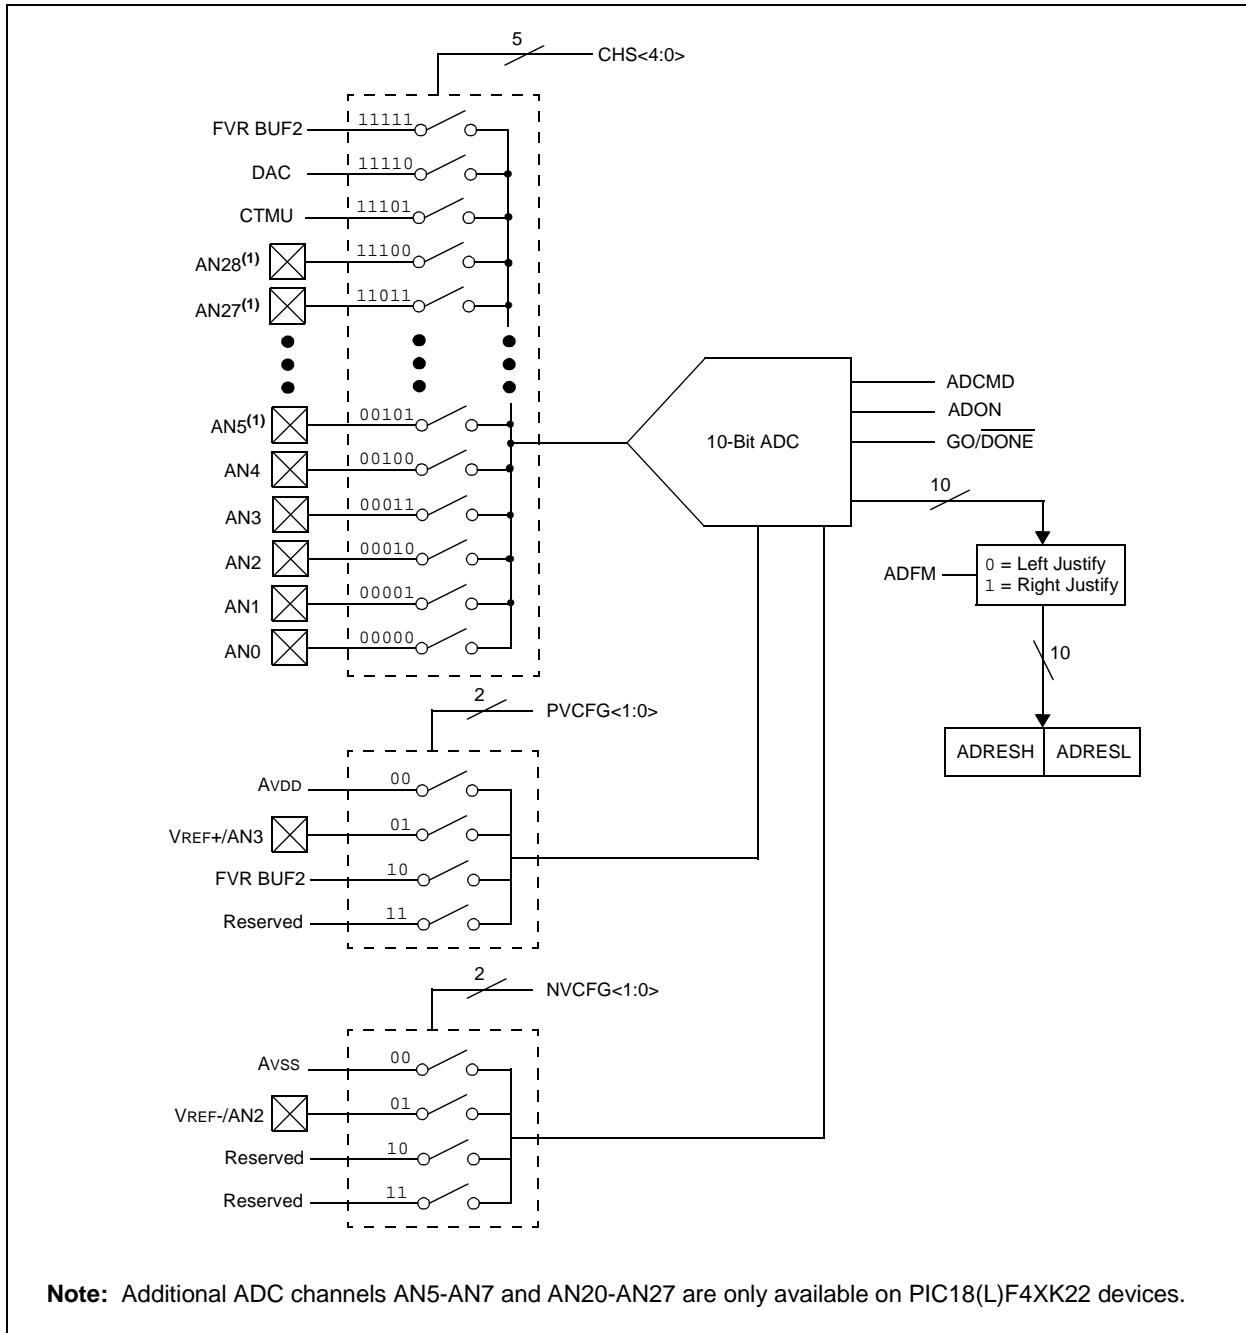 5
CHS<4:0>
FVR BUF2 11111
DAC 11110
CTMU 11101
AN28(1) 11100
AN27(1) 11011
AN5(1) 00101
AN4 00100
AN3 00011
AN2 00010
AN1 00001
AN0 00000
10-Bit ADC
ADCMD
ADON
GO/DONE
10
ADFM
0 = Left Justify
1 = Right Justify
10
ADRESH ADRESL
2
PVCFG<1:0>
AVDD 00
VREF+/AN3 01
FVR BUF2 10
Reserved 11
2
NVCFG<1:0>
AVSS 00
VREF-/AN2 01
Reserved 10
Reserved 11
Note: Additional ADC channels AN5-AN7 and AN20-AN27 are only available on PIC18(L)F4XK22 devices.